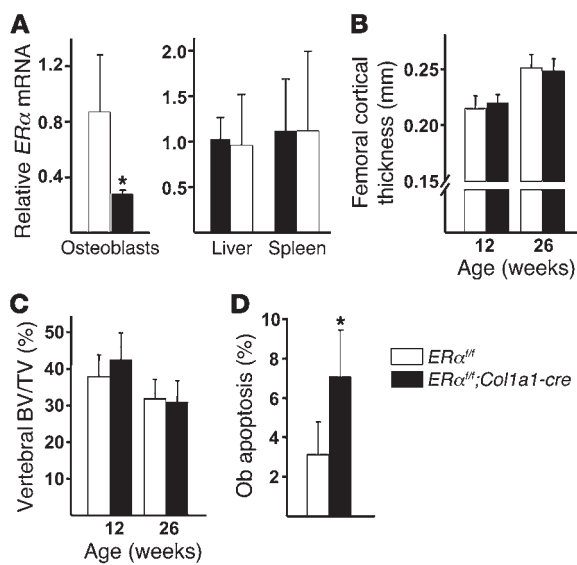 A
Relative ERα mRNA
1.2
0.8
0.4
*
Osteoblasts
2.0
1.5
1.0
0.5
Liver Spleen
B
Femoral cortical
thickness (mm)
0.25
0.20
0.15
12 26
Age (weeks)
C
Vertebral BV/TV (%)
50
40
30
20
10
12 26
Age (weeks)
D
Ob apoptosis (%)
10
8
6
4
2
*
ERα^f/f
ERα^f/f;Col1a1-cre